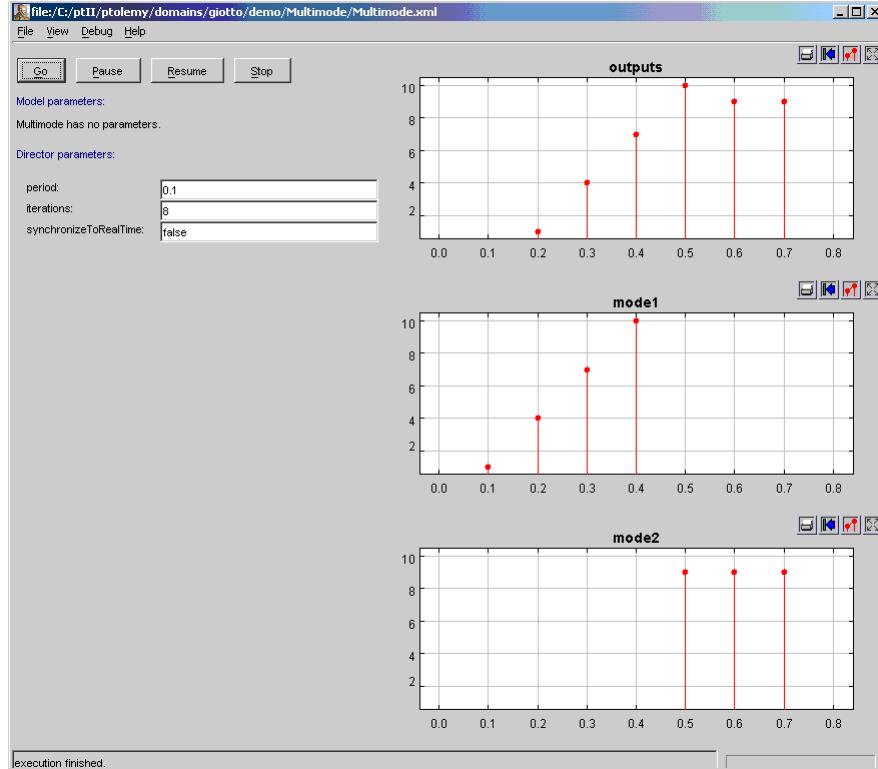 file:/C:/ptII/ptolemy/domains/giotto/demo/Multimode/Multimode.xml
File View Debug Help
Go Pause Resume Stop
Model parameters:
Multimode has no parameters.
Director parameters:
period: 0.1
iterations: 8
synchronizeToRealTime: false
outputs
10
8
6
4
2
0.0 0.1 0.2 0.3 0.4 0.5 0.6 0.7 0.8
mode1
10
8
6
4
2
0.0 0.1 0.2 0.3 0.4 0.5 0.6 0.7 0.8
mode2
10
8
6
4
2
0.0 0.1 0.2 0.3 0.4 0.5 0.6 0.7 0.8
execution finished.